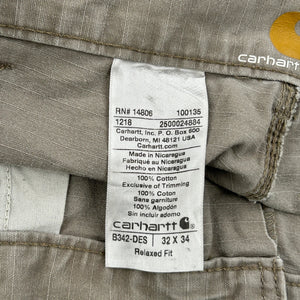 carhartt
RN# 14806 100135
1218 2500024884
Carhartt, Inc. P.O. Box 600
Dearborn, MI 48121 USA
Carhartt.com
Made in Nicaragua
Fabriqué au Nicaragua
Hecho en Nicaragua
100% Cotton
Exclusive of Trimming
100% Coton
Sans garniture
100% Algodón
Sin incluir adorno
carhartt
B342-DES 32 X 34
Relaxed Fit